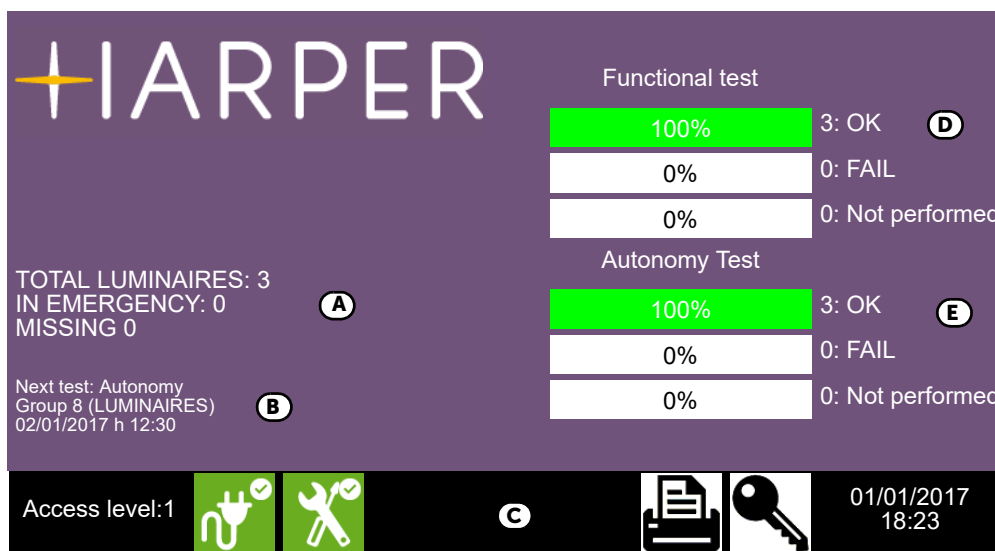 HARPER
TOTAL LUMINAIRES: 3
IN EMERGENCY: 0
MISSING 0
A
Next test: Autonomy
Group 8 (LUMINAIRES)
02/01/2017 h 12:30
B
Functional test
100% 3: OK D
0% 0: FAIL
0% 0: Not performed
Autonomy Test
100% 3: OK E
0% 0: FAIL
0% 0: Not performed
Access level:1
C
01/01/2017
18:23